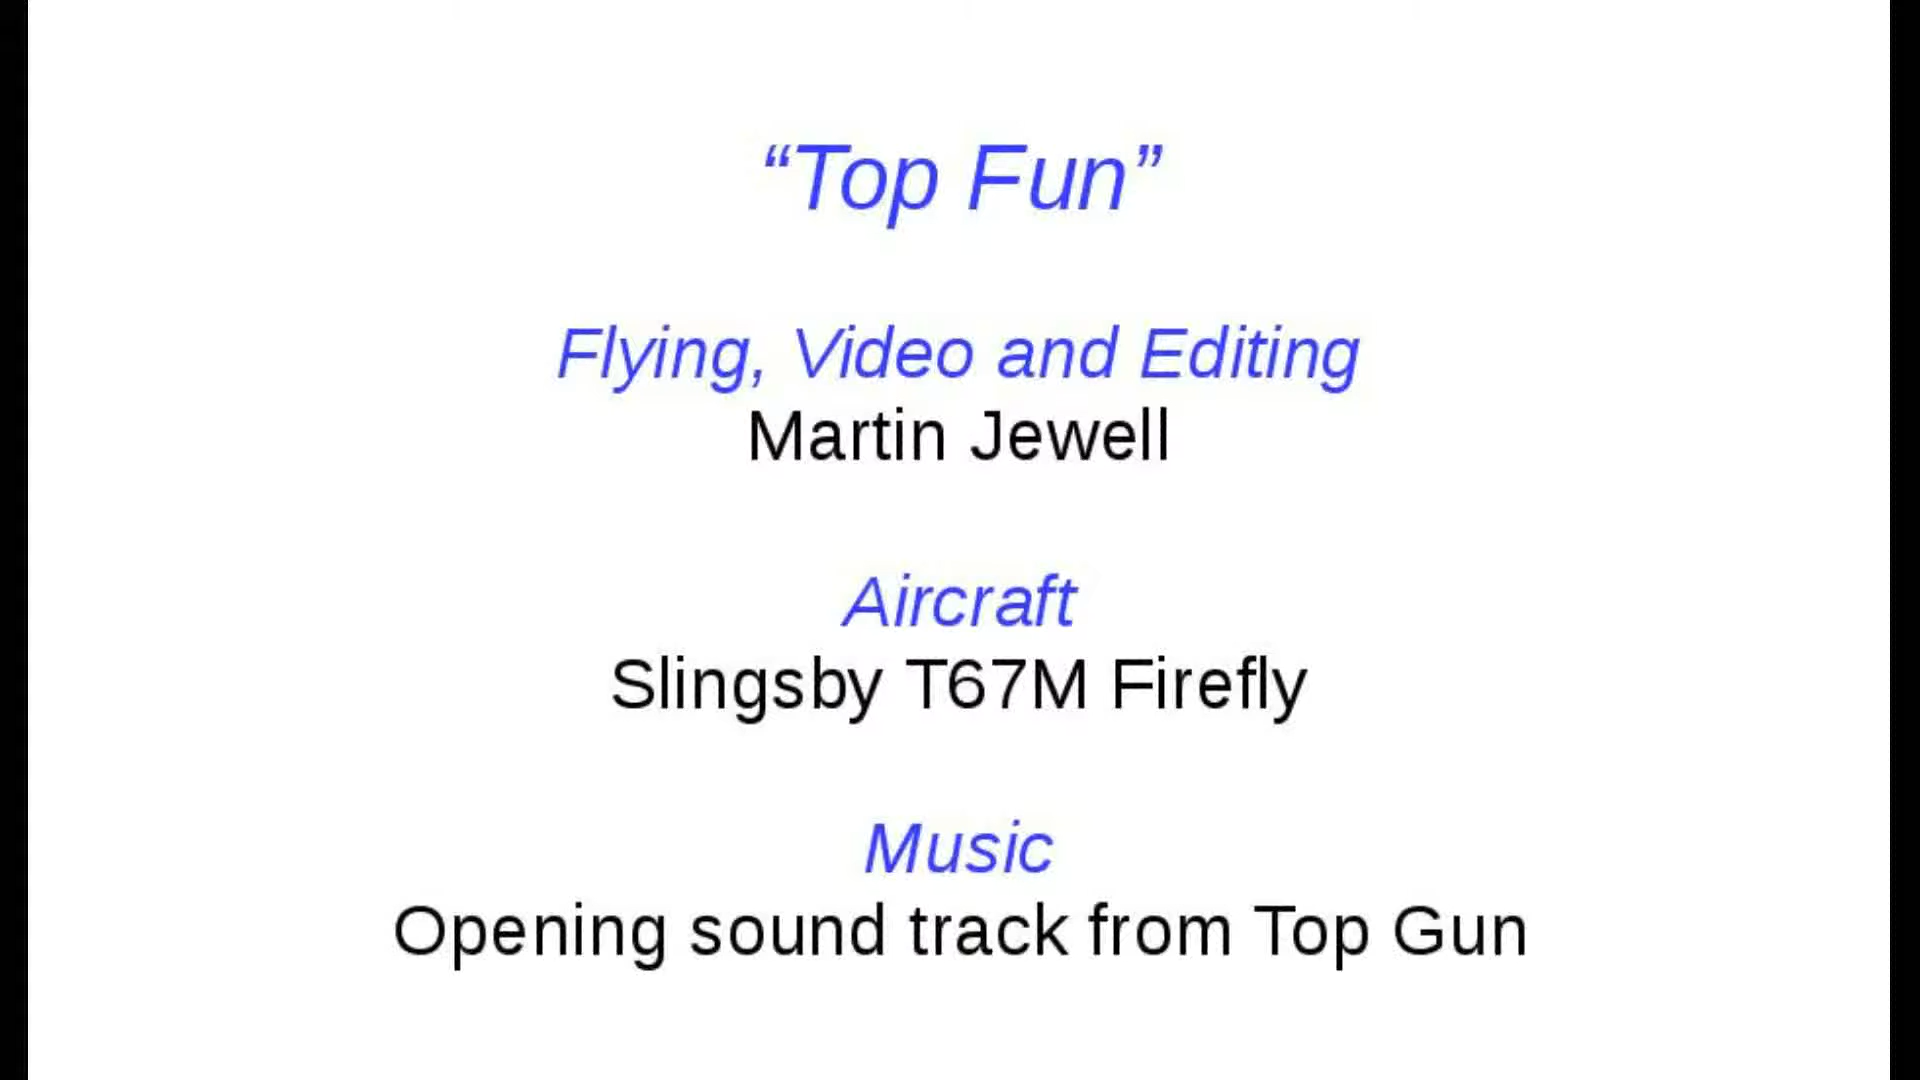 “Top Fun”
Flying, Video and Editing
Martin Jewell
Aircraft
Slingsby T67M Firefly
Music
Opening sound track from Top Gun